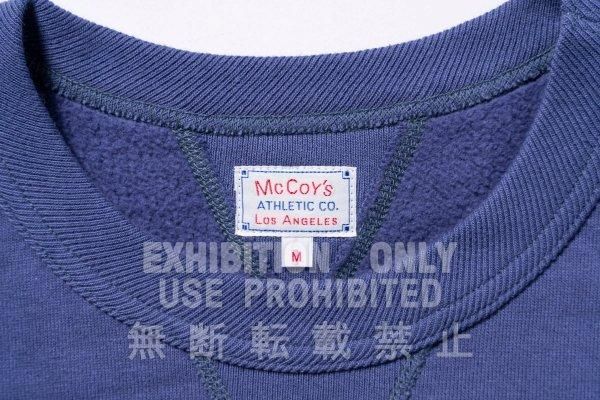 McCoy's
ATHLETIC CO.
Los Angeles
M
EXHIBITION ONLY
USE PROHIBITED
無断転載禁止